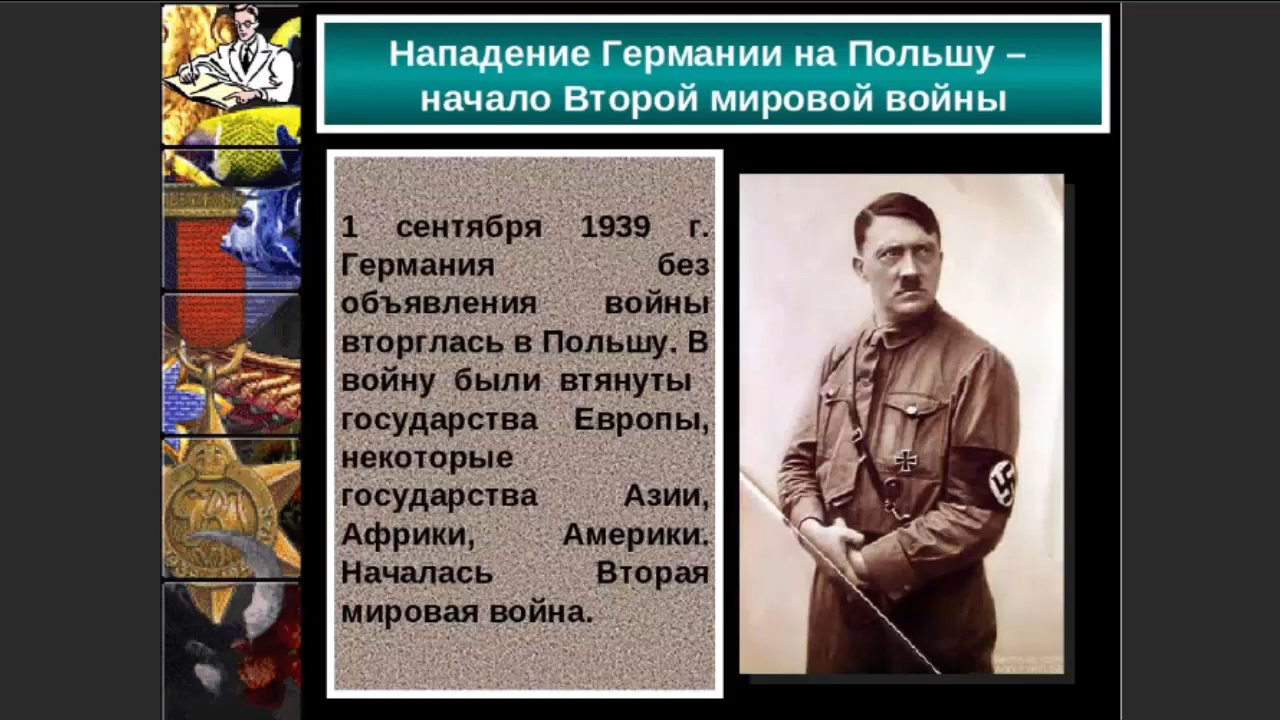 Нападение Германии на Польшу –
начало Второй мировой войны
1 сентября 1939 г.
Германия без
объявления войны
вторглась в Польшу. В
войну были втянуты
государства Европы,
некоторые
государства Азии,
Африки, Америки.
Началась Вторая
мировая война.